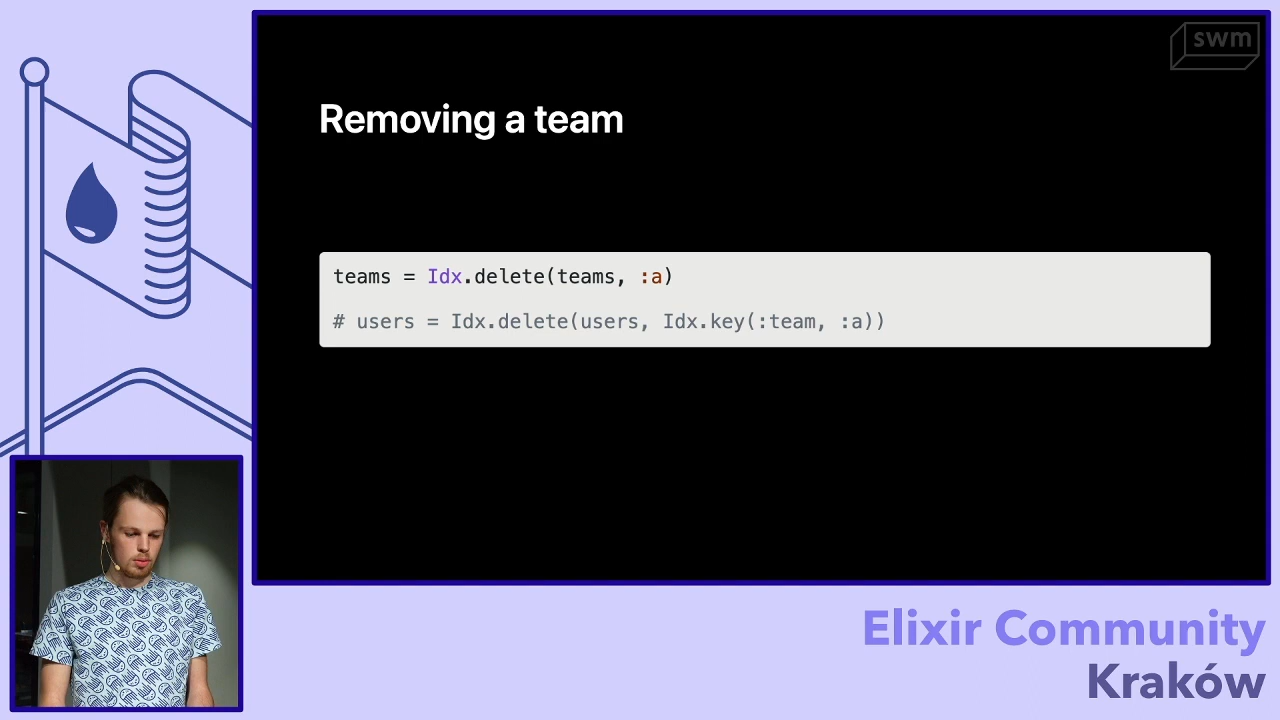 swm
Removing a team
teams = Idx.delete(teams, :a)
# users = Idx.delete(users, Idx.key(:team, :a))
Elixir Community
Kraków